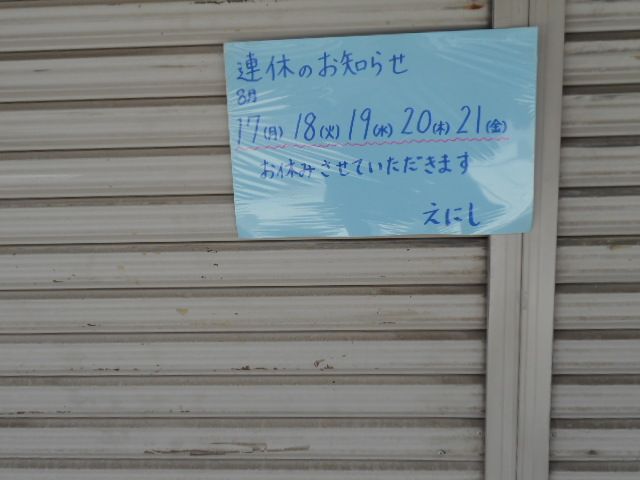 連休のお知らせ
8月
17(月) 18(火) 19(水) 20(木) 21(金)
お休みさせていただきます
えにし